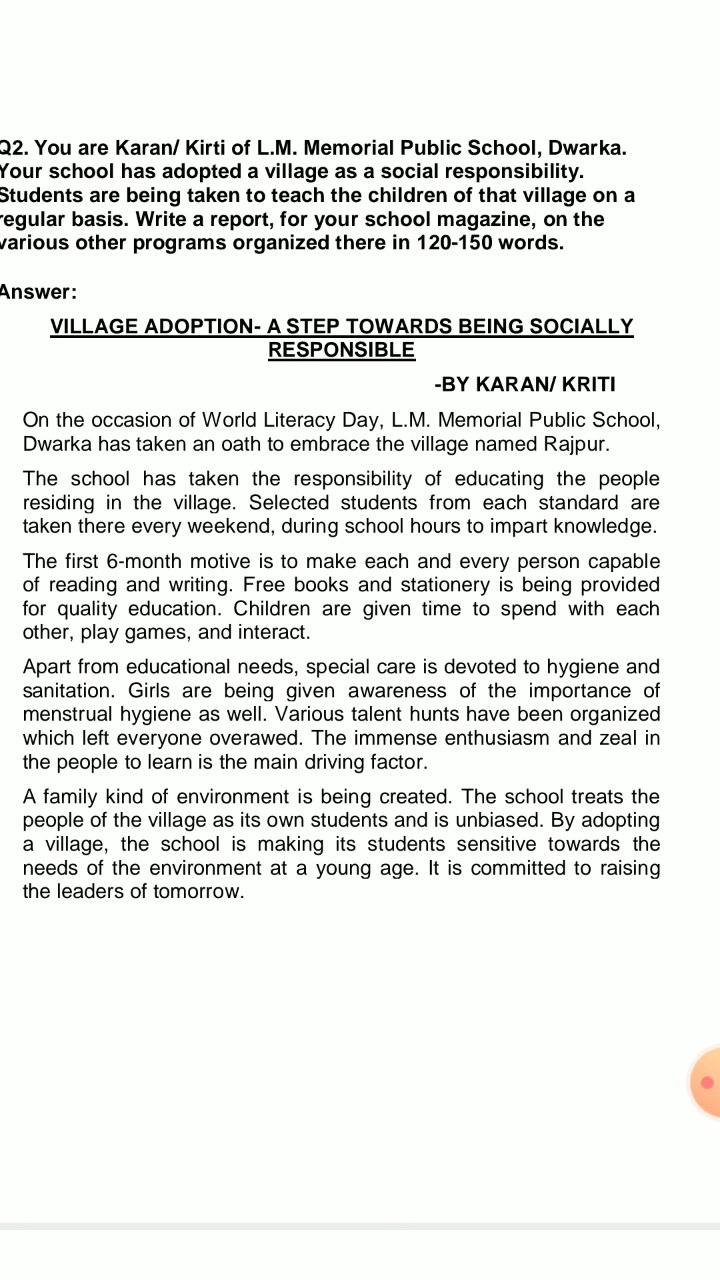 Q2. You are Karan/ Kirti of L.M. Memorial Public School, Dwarka.
Your school has adopted a village as a social responsibility.
Students are being taken to teach the children of that village on a
regular basis. Write a report, for your school magazine, on the
various other programs organized there in 120-150 words.
Answer:
VILLAGE ADOPTION- A STEP TOWARDS BEING SOCIALLY
RESPONSIBLE
-BY KARAN/ KRITI
On the occasion of World Literacy Day, L.M. Memorial Public School,
Dwarka has taken an oath to embrace the village named Rajpur.
The school has taken the responsibility of educating the people
residing in the village. Selected students from each standard are
taken there every weekend, during school hours to impart knowledge.
The first 6-month motive is to make each and every person capable
of reading and writing. Free books and stationery is being provided
for quality education. Children are given time to spend with each
other, play games, and interact.
Apart from educational needs, special care is devoted to hygiene and
sanitation. Girls are being given awareness of the importance of
menstrual hygiene as well. Various talent hunts have been organized
which left everyone overawed. The immense enthusiasm and zeal in
the people to learn is the main driving factor.
A family kind of environment is being created. The school treats the
people of the village as its own students and is unbiased. By adopting
a village, the school is making its students sensitive towards the
needs of the environment at a young age. It is committed to raising
the leaders of tomorrow.